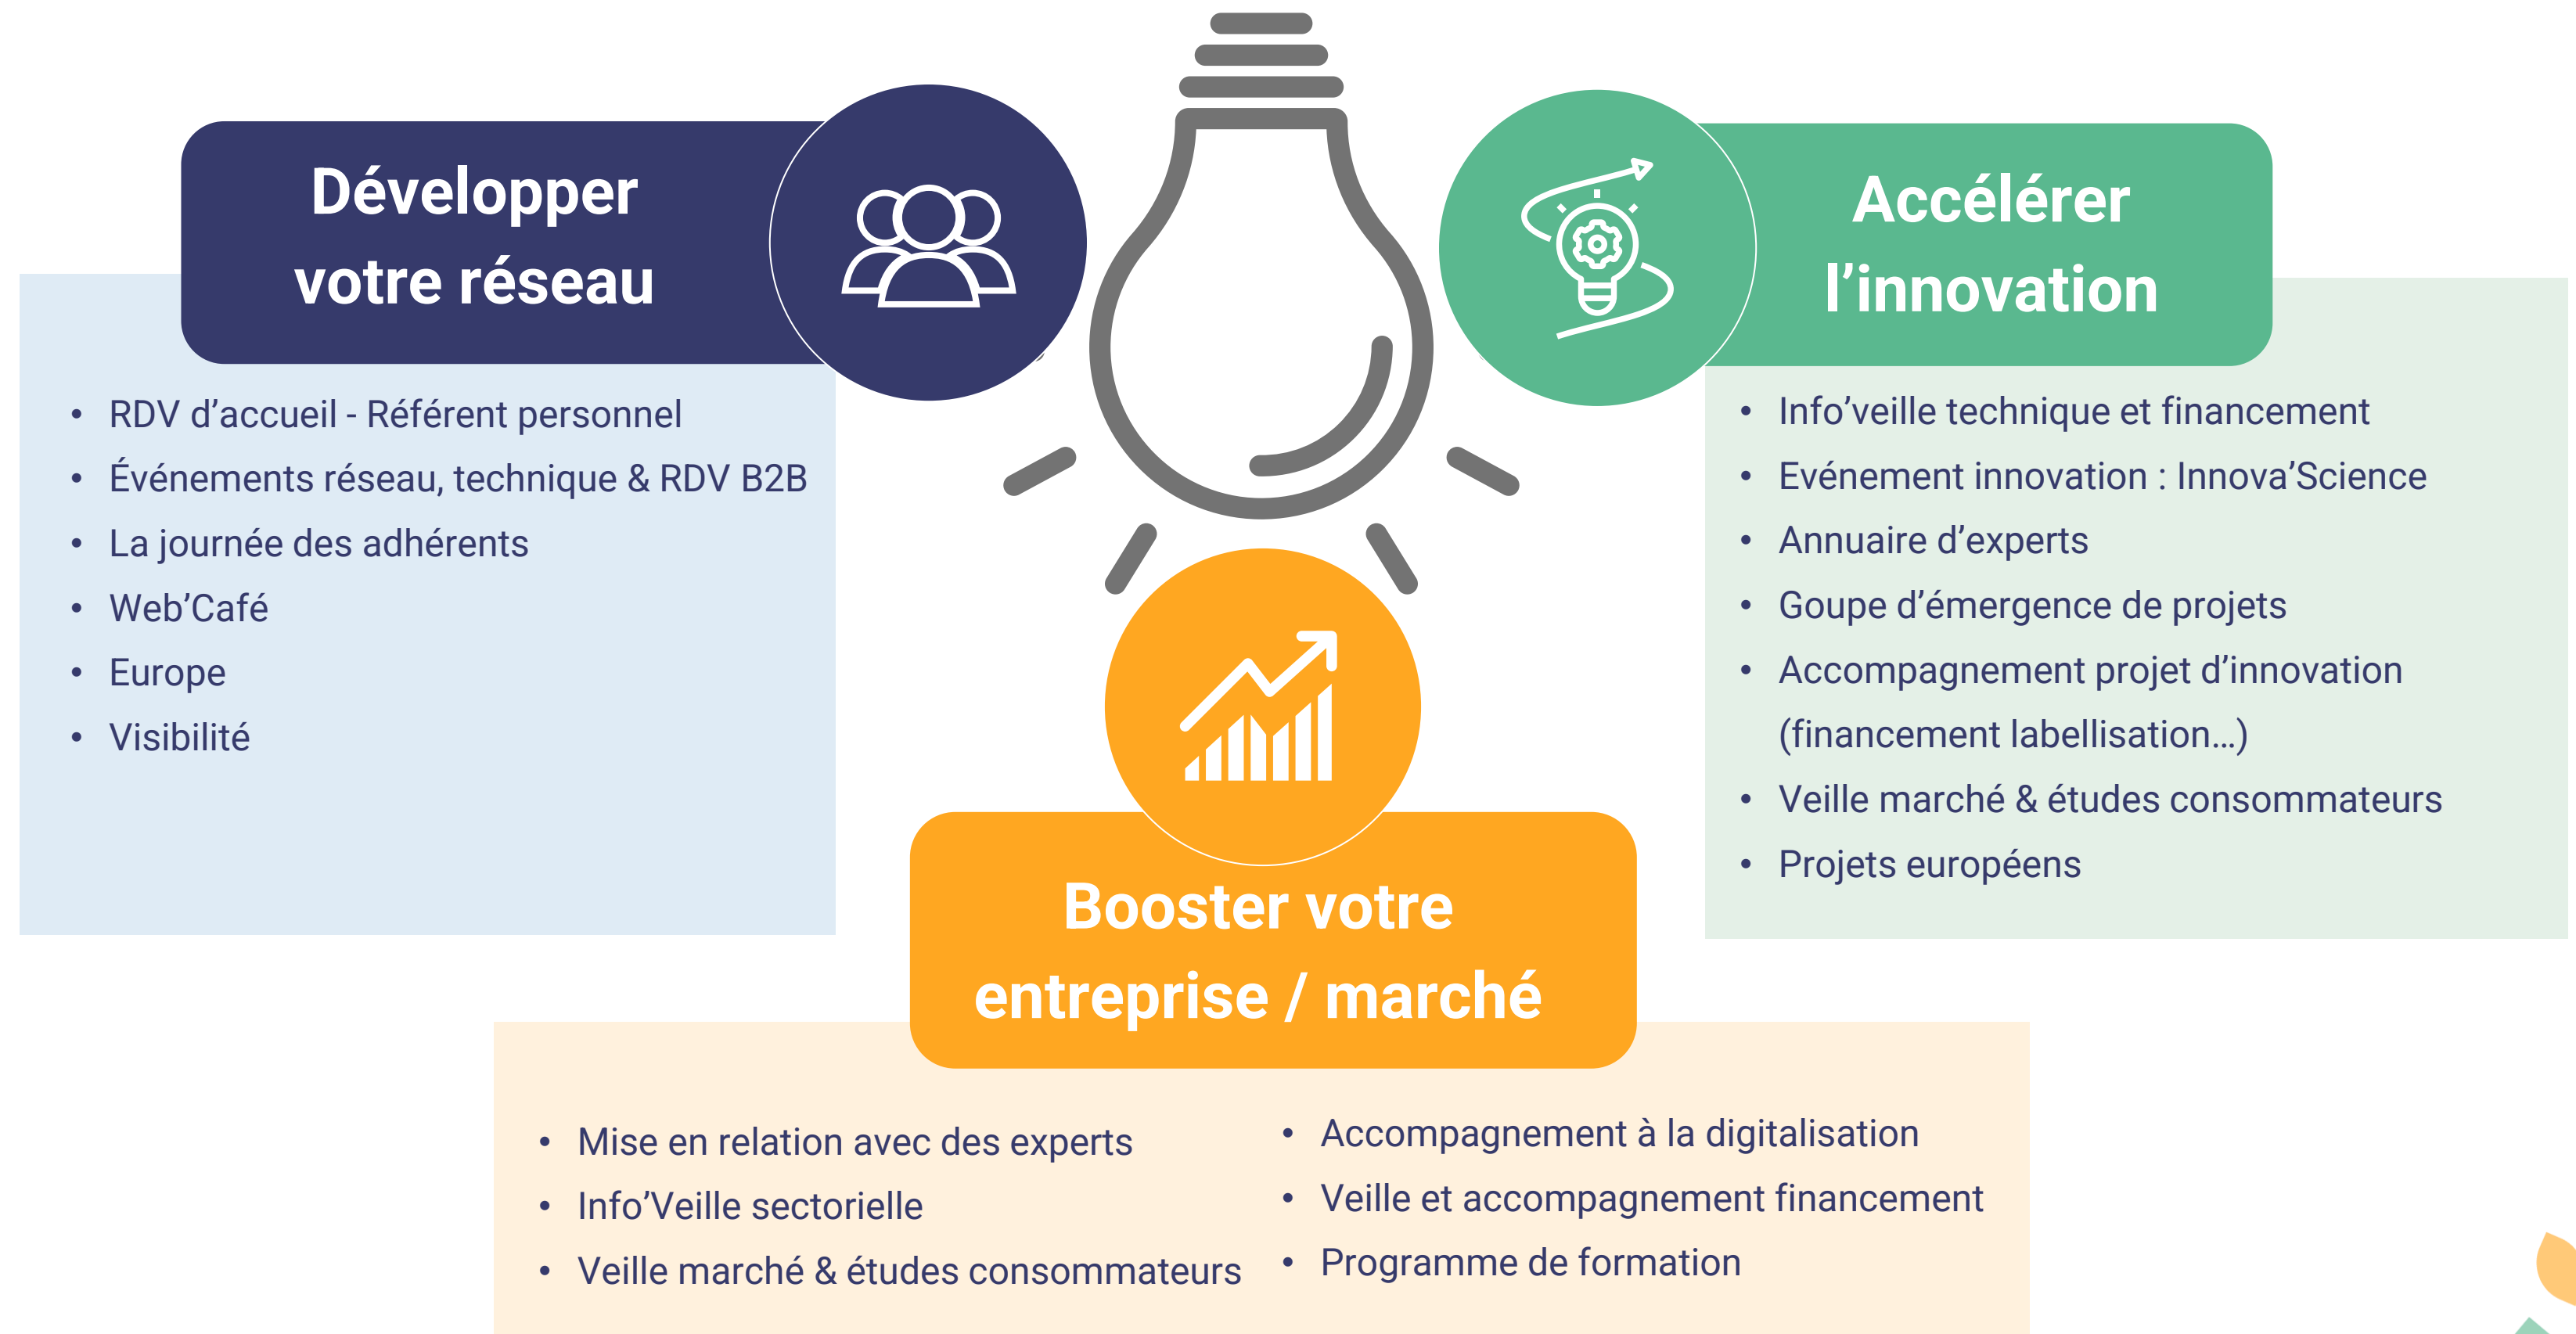 Développer
votre réseau
• RDV d’accueil - Référent personnel
• Événements réseau, technique & RDV B2B
• La journée des adhérents
• Web’Café
• Europe
• Visibilité
Accélérer
l’innovation
• Info’veille technique et financement
• Evénement innovation : Innova’Science
• Annuaire d’experts
• Goupe d’émergence de projets
• Accompagnement projet d’innovation
(financement labellisation…)
• Veille marché & études consommateurs
• Projets européens
Booster votre
entreprise / marché
• Mise en relation avec des experts
• Info’Veille sectorielle
• Veille marché & études consommateurs
• Accompagnement à la digitalisation
• Veille et accompagnement financement
• Programme de formation